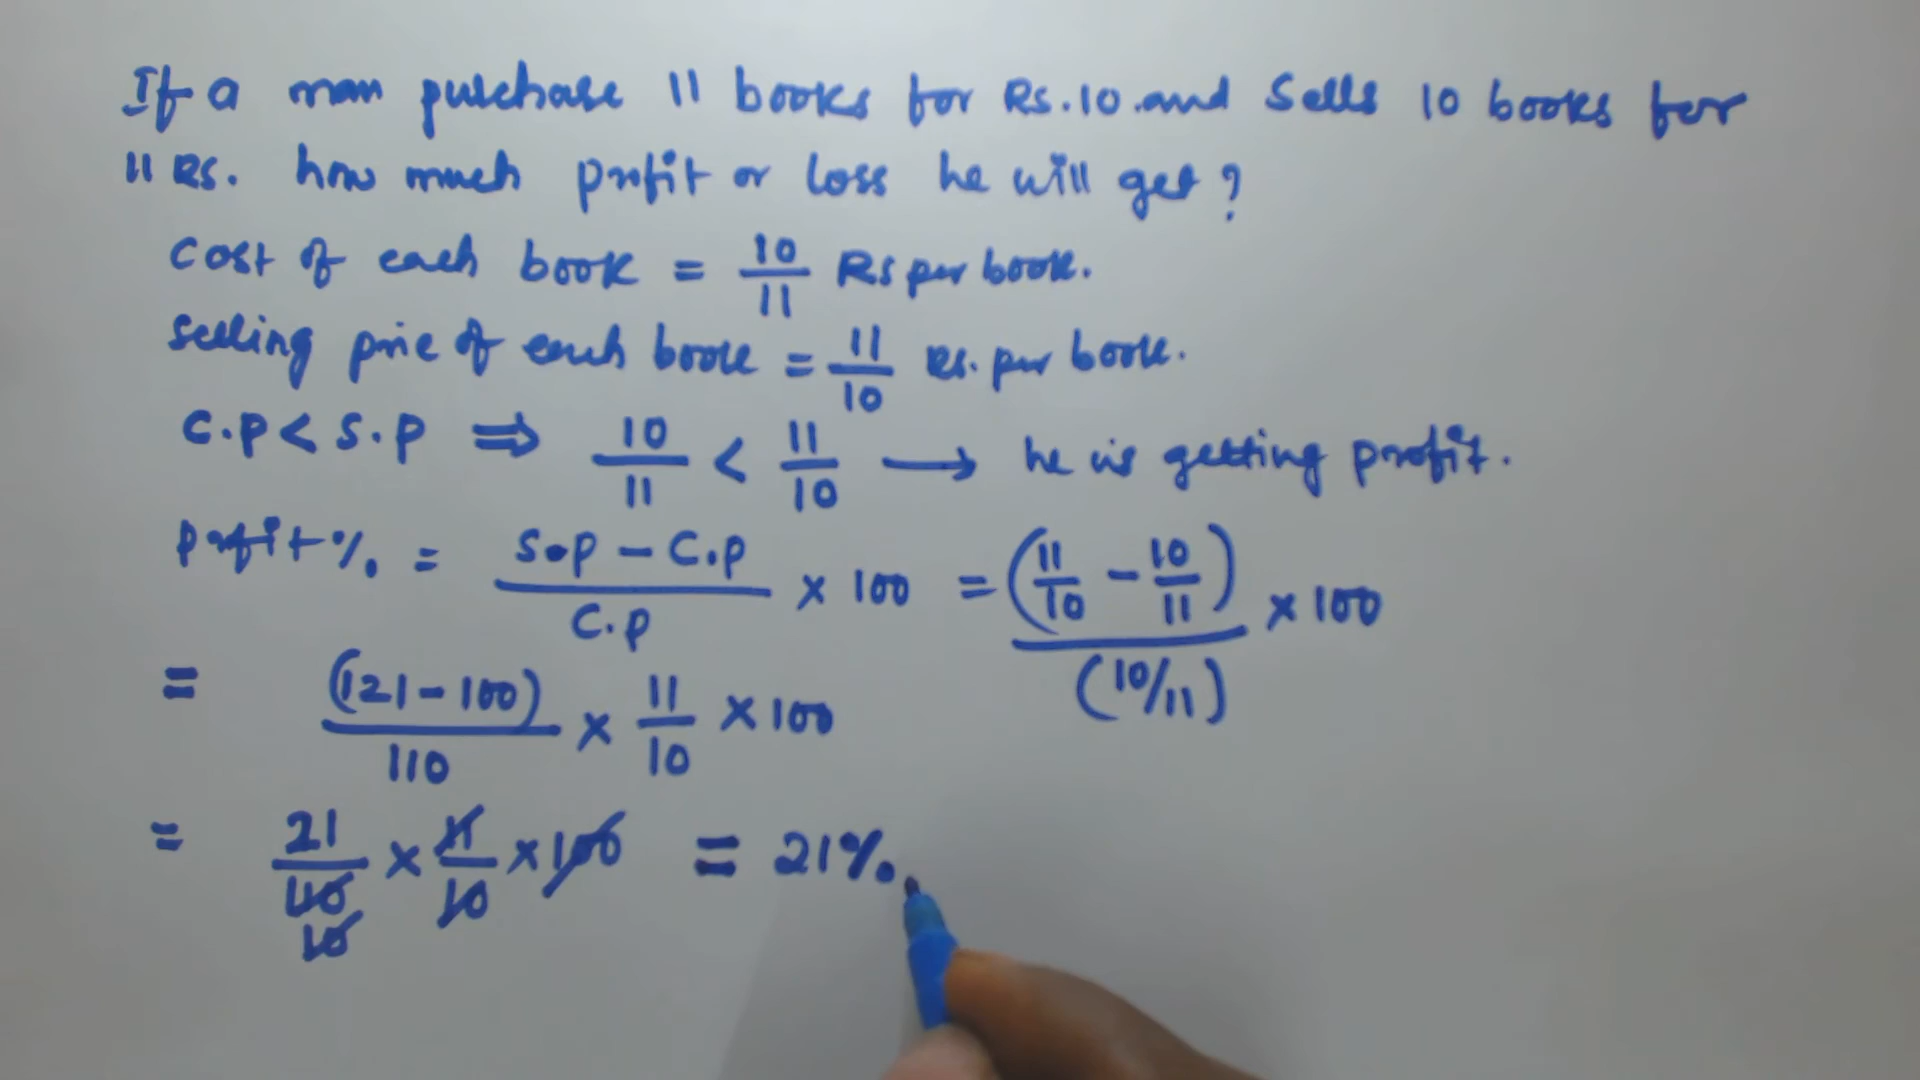 If a man purchase 11 books for Rs.10.and Sells 10 books for
11 Rs. how much profit or loss he will get?
Cost of each book = 10/11 Rs per book.
Selling price of each book = 11/10 Rs. per book.
C.P < S.P ⇒ 10/11 < 11/10 → he is getting profit.
Profit% = (S.P - C.P)/C.P × 100 = (11/10 - 10/11)/(10/11) × 100
= (121-100)/110 × 11/10 × 100
= 21/110 × 11/10 × 100 = 21%.
10